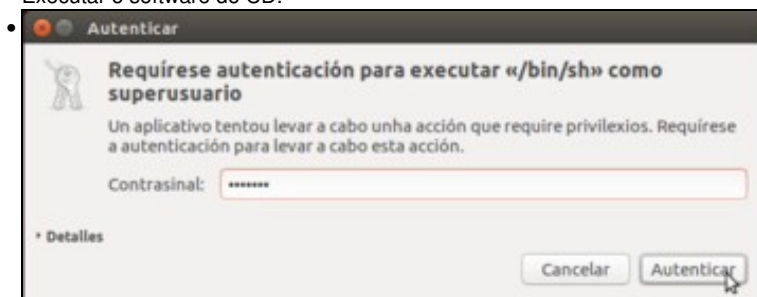 Executar o software do CD.
Autenticar
Requírese autenticación para executar «/bin/sh» como
superusuario
Un aplicativo tentou levar a cabo unha acción que require privilexios. Requírese
a autenticación para levar a cabo esta acción.
Contrasinal: •••••••
Detalles
Cancelar Autenticar